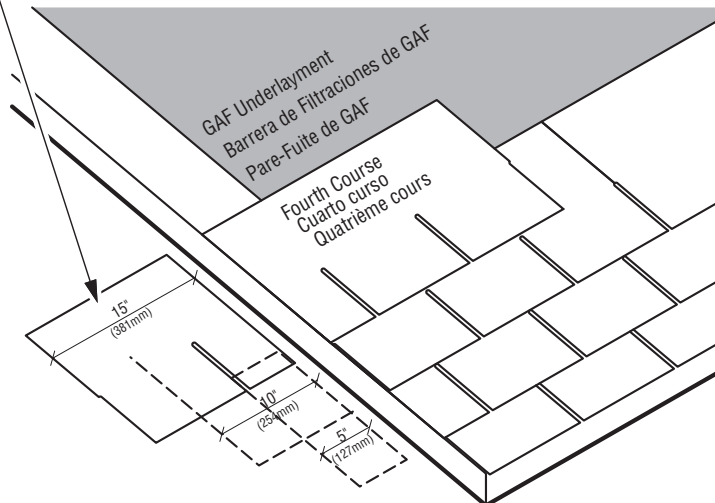 GAF Underlayment
Barrera de Filtraciones de GAF
Pare-Fuite de GAF
Fourth Course
Cuarto curso
Quatrième cours
15"
(381mm)
10"
(254mm)
5"
(127mm)